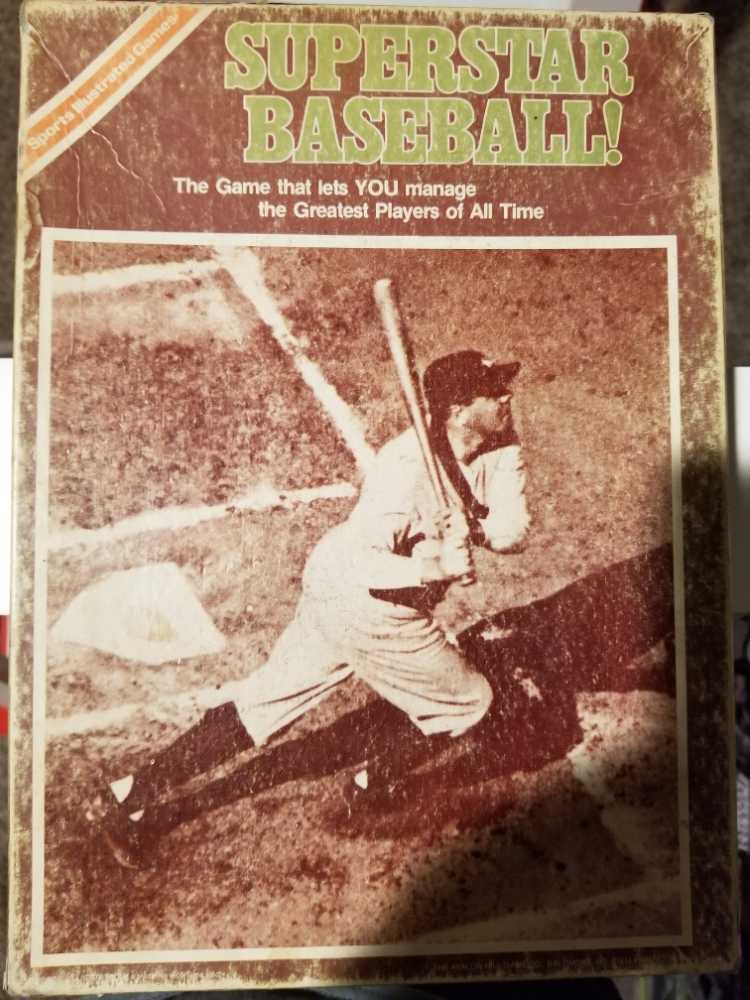 Sports Illustrated Games
SUPERSTAR
BASEBALL!
The Game that lets YOU manage
the Greatest Players of All Time